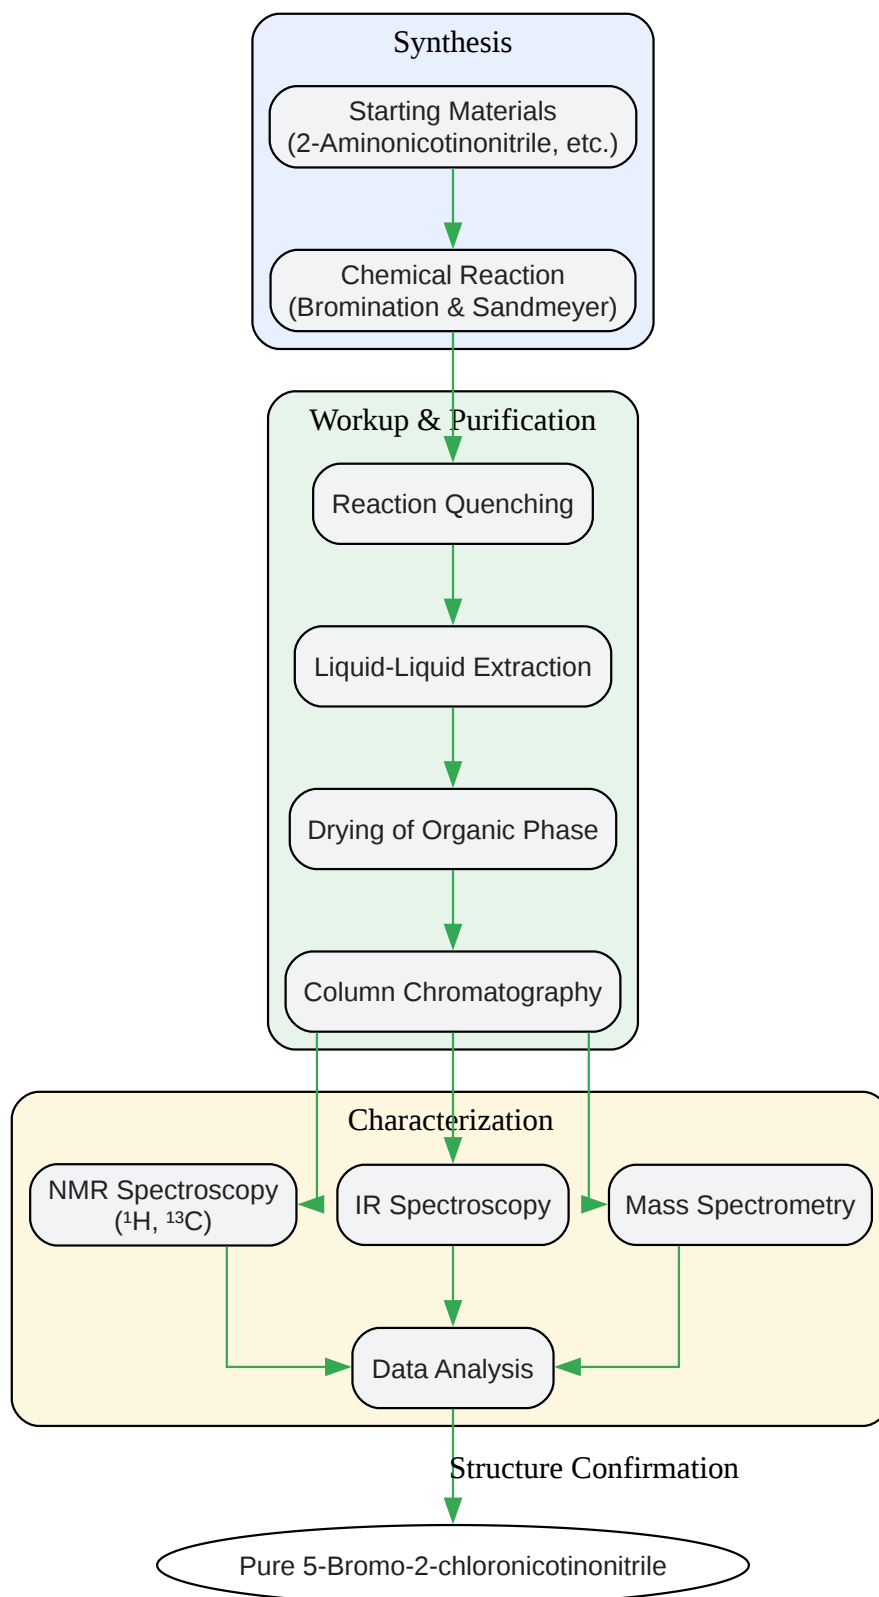 Synthesis
Starting Materials
(2-Aminonicotinonitrile, etc.)
Chemical Reaction
(Bromination & Sandmeyer)
Workup & Purification
Reaction Quenching
Liquid-Liquid Extraction
Drying of Organic Phase
Column Chromatography
Characterization
NMR Spectroscopy
(¹H, ¹³C)
IR Spectroscopy
Mass Spectrometry
Data Analysis
Structure Confirmation
Pure 5-Bromo-2-chloronicotinonitrile